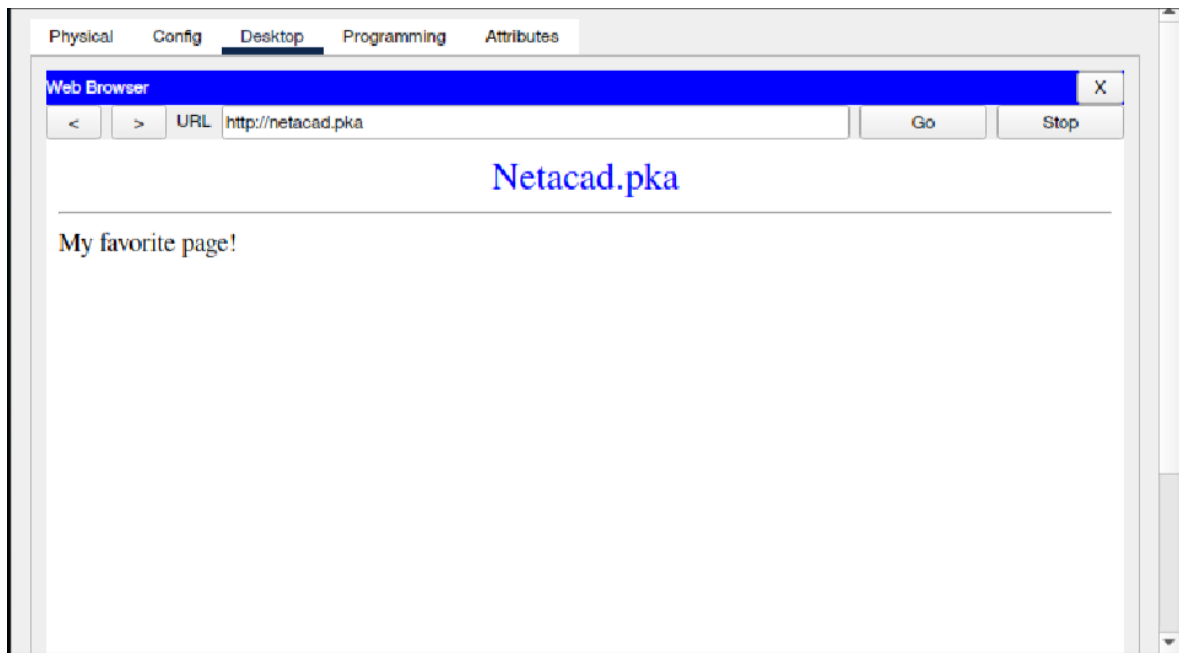 Physical Config Desktop Programming Attributes
Web Browser X
< > URL http://netacad.pka Go Stop
Netacad.pka
My favorite page!